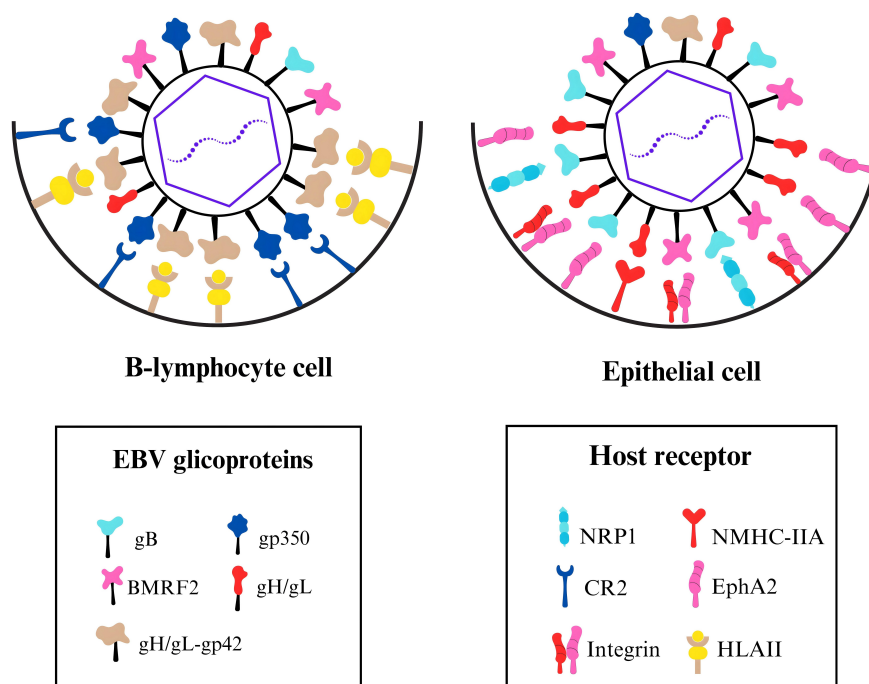 B-lymphocyte cell
Epithelial cell
EBV glicoproteins
gB
gp350
BMRF2
gH/gL
gH/gL-gp42
Host receptor
NRP1
NMHC-IIA
CR2
EphA2
Integrin
HLAII